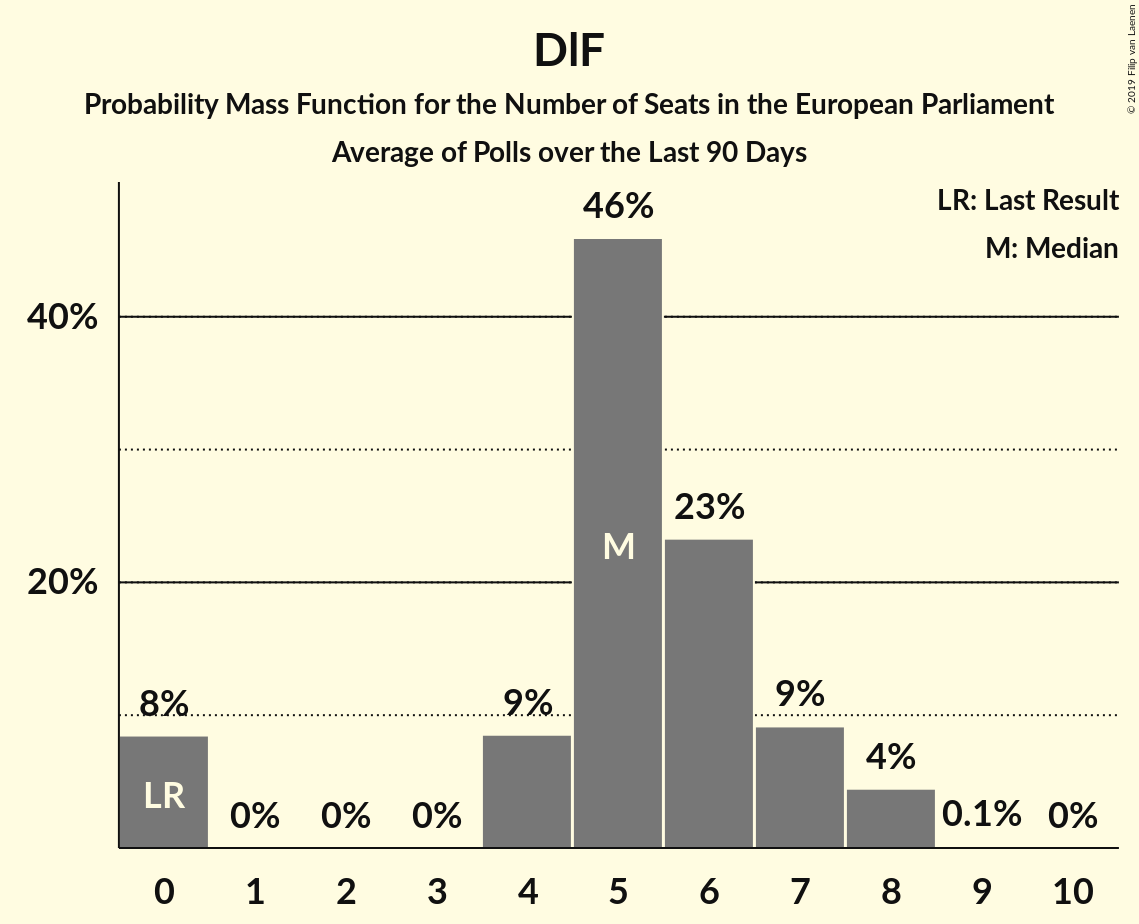 DIF
Probability Mass Function for the Number of Seats in the European Parliament
Average of Polls over the Last 90 Days
© 2019 Filip van Laenen
LR: Last Result
M: Median
46%
40%
23%
M
20%
8%
9%
9%
4%
LR
0%
0%
0%
0.1%
0%
0 1 2 3 4 5 6 7 8 9 10